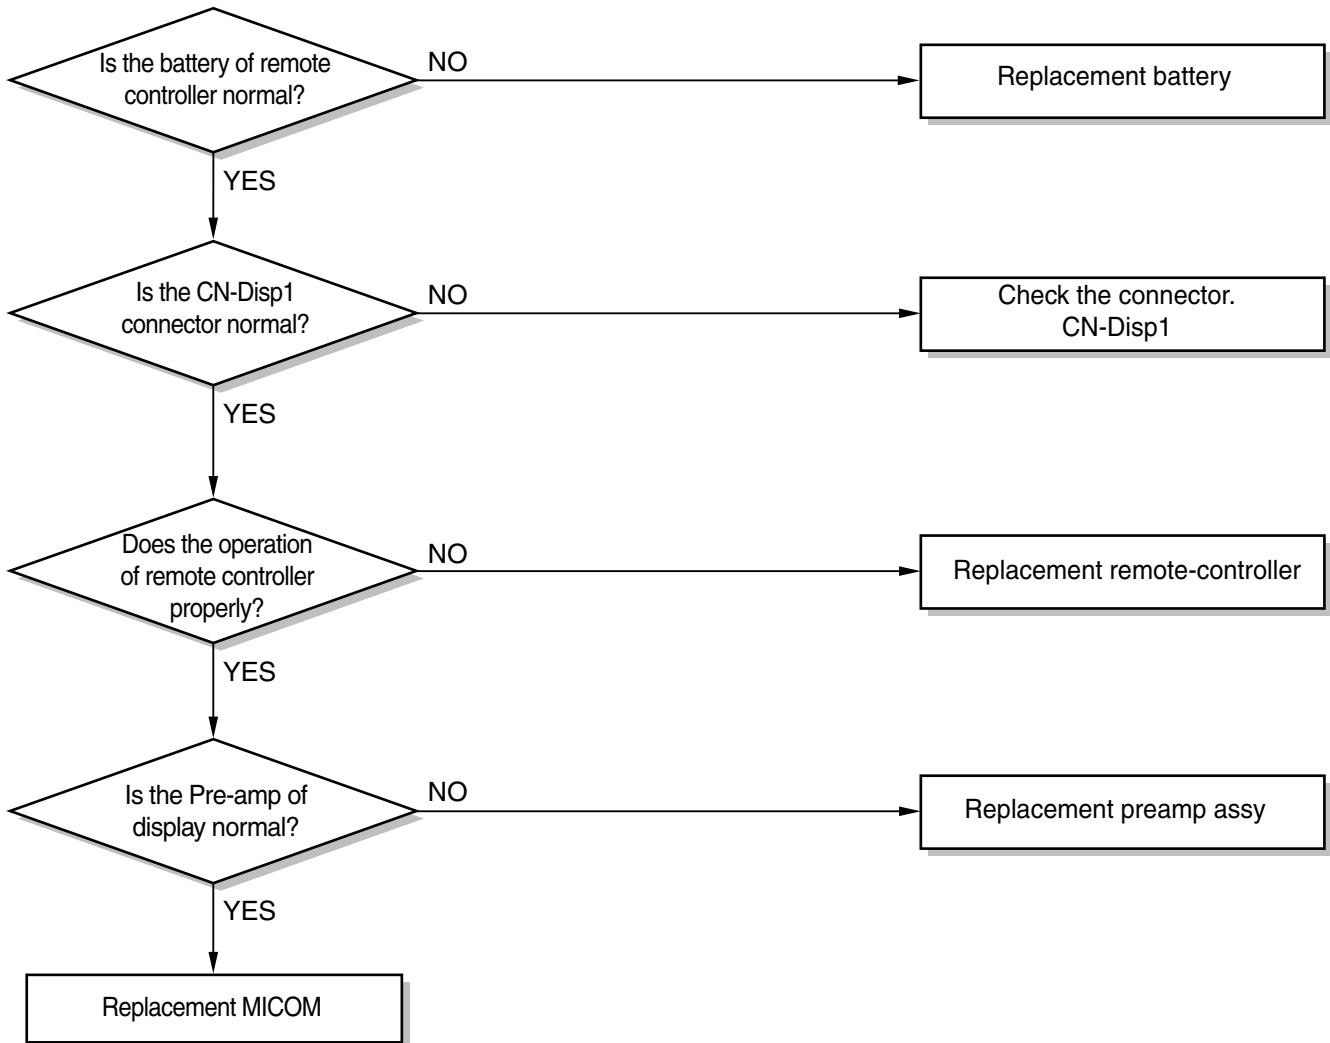 Is the battery of remote
controller normal?
NO
Replacement battery
YES
Is the CN-Disp1
connector normal?
NO
Check the connector.
CN-Disp1
YES
Does the operation
of remote controller
properly?
NO
Replacement remote-controller
YES
Is the Pre-amp of
display normal?
NO
Replacement preamp assy
YES
Replacement MICOM